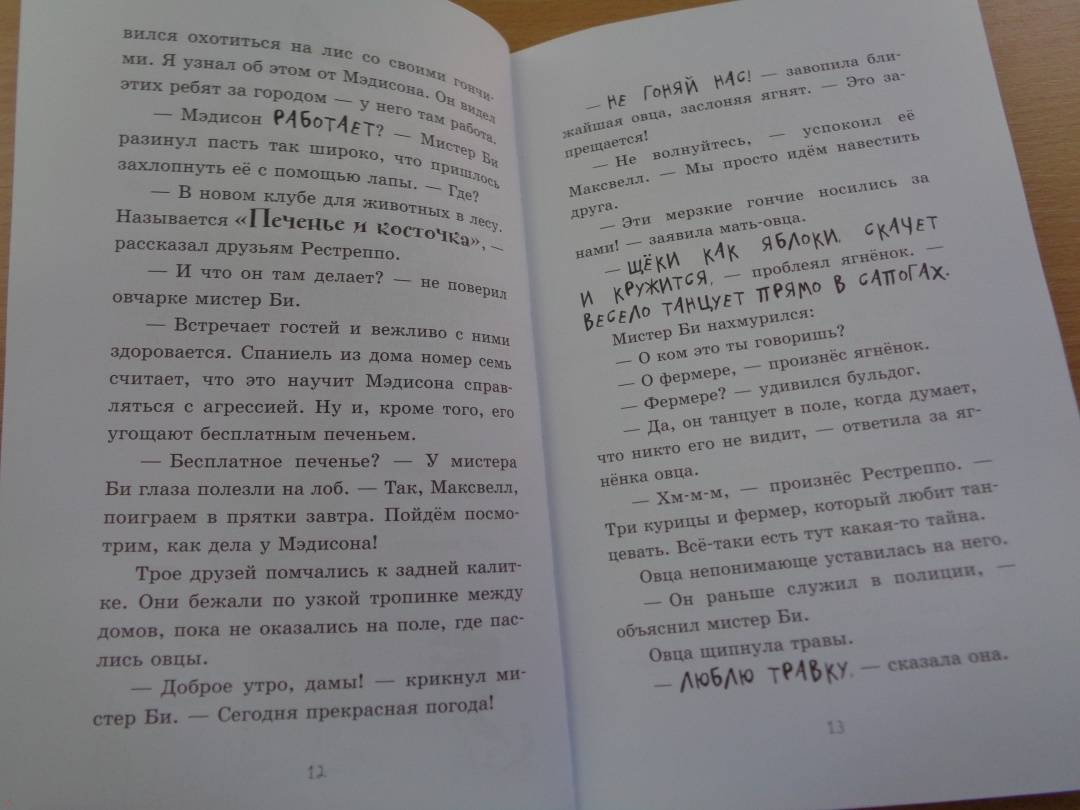 вился охотиться на лис со своими гончи-
ми. Я узнал об этом от Мэдисона. Он видел
этих ребят за городом — у него там работа.
— Мэдисон РАБОТАЕТ? — Мистер Би
разинул пасть так широко, что пришлось
захлопнуть её с помощью лапы. — Где?
— В новом клубе для животных в лесу.
Называется «Печенье и косточка», —
рассказал друзьям Рестреппо.
— И что он там делает? — не поверил
овчарке мистер Би.
— Встречает гостей и вежливо с ними
здоровается. Спаниель из дома номер семь
считает, что это научит Мэдисона справ-
ляться с агрессией. Ну и, кроме того, его
угощают бесплатным печеньем.
— Бесплатное печенье? — У мистера
Би глаза полезли на лоб. — Так, Максвелл,
поиграем в прятки завтра. Пойдём посмо-
трим, как дела у Мэдисона!
Трое друзей помчались к задней калит-
ке. Они бежали по узкой тропинке между
домов, пока не оказались на поле, где пас-
лись овцы.
— Доброе утро, дамы! — крикнул ми-
стер Би. — Сегодня прекрасная погода!
12
— НЕ ГОНЯЙ НАС! — завопила бли-
жайшая овца, заслоняя ягнят. — Это за-
прещается!
— Не волнуйтесь, — успокоил её
Максвелл. — Мы просто идём навестить
друга.
— Эти мерзкие гончие носились за
нами! — заявила мать-овца.
— ЩЁКИ КАК ЯБЛОКИ, СКАЧЕТ
И КРУЖИТСЯ, — проблеял ягнёнок. —
ВЕСЕЛО ТАНЦУЕТ ПРЯМО В САПОГАХ.
Мистер Би нахмурился:
— О ком это ты говоришь?
— О фермере, — произнёс ягнёнок.
— Фермере? — удивился бульдог.
— Да, он танцует в поле, когда думает,
что никто его не видит, — ответила за яг-
нёнка овца.
— Хм-м-м, — произнёс Рестреппо. —
Три курицы и фермер, который любит тан-
цевать. Всё-таки есть тут какая-то тайна.
Овца непонимающе уставилась на него.
— Он раньше служил в полиции, —
объяснил мистер Би.
Овца щипнула травы.
— ЛЮБЛЮ ТРАВКУ, — сказала она.
13